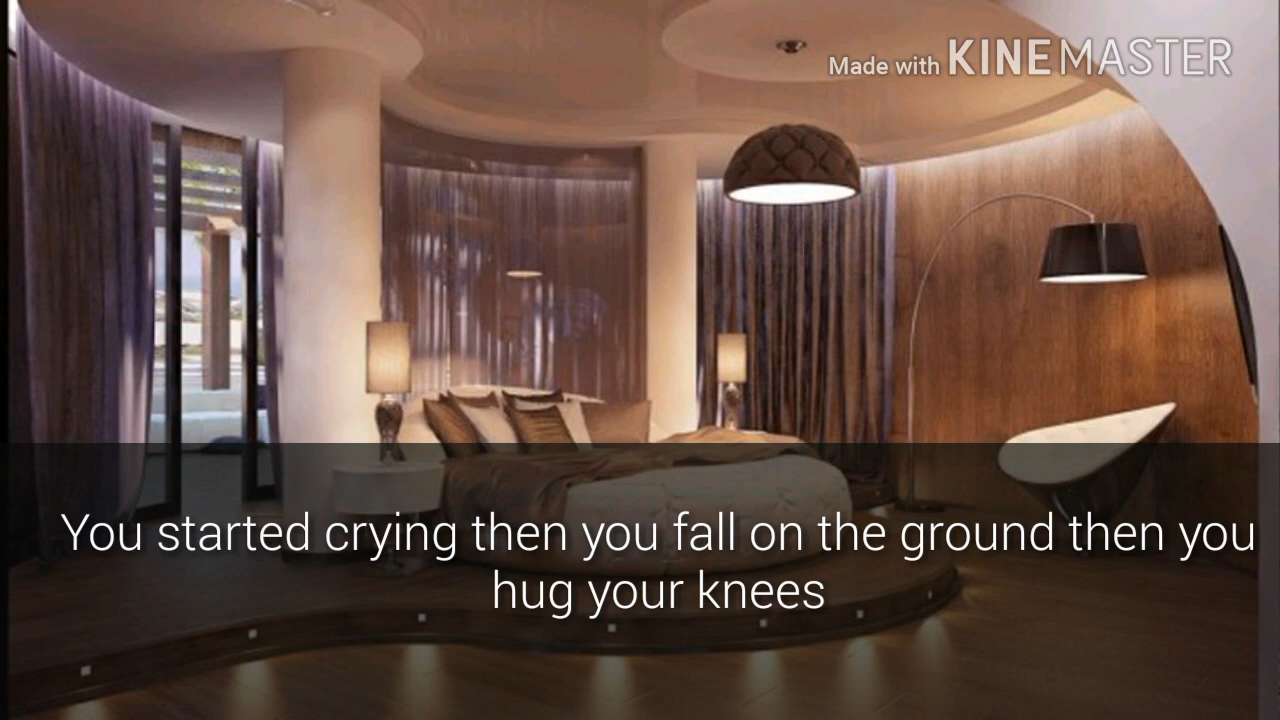 Made with KINEMASTER
You started crying then you fall on the ground then you
hug your knees